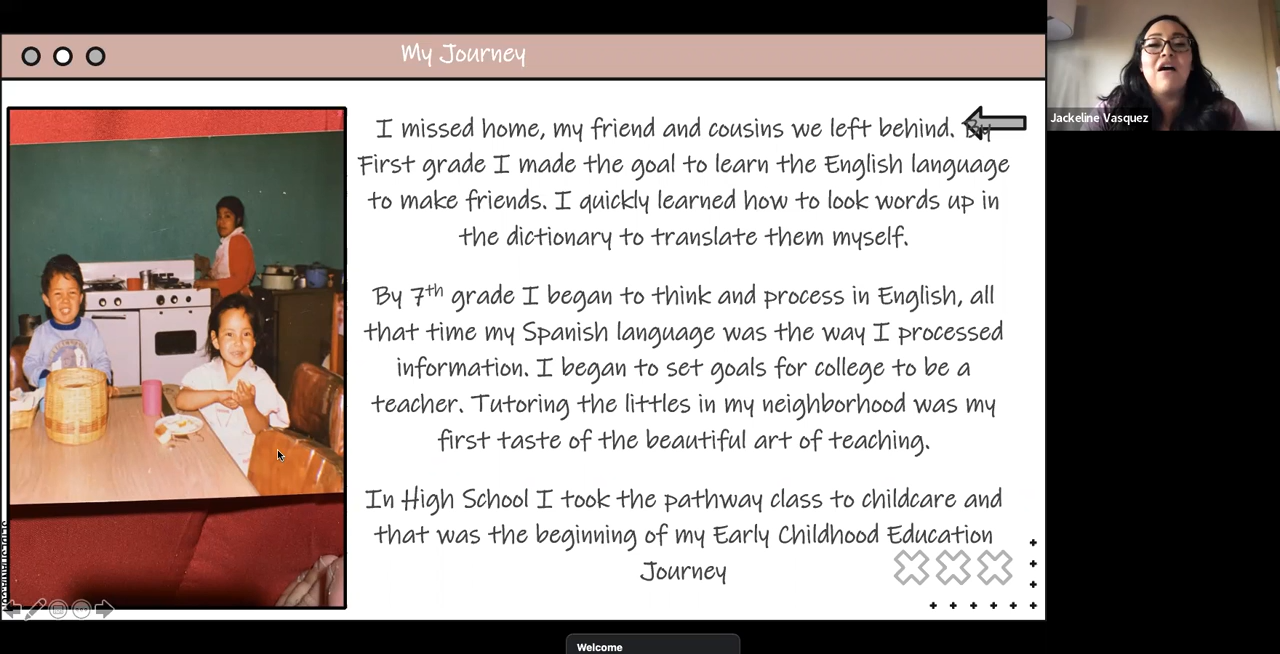 My Journey
I missed home, my friend and cousins we left behind. By
First grade I made the goal to learn the English language
to make friends. I quickly learned how to look words up in
the dictionary to translate them myself.
By 7th grade I began to think and process in English, all
that time my Spanish language was the way I processed
information. I began to set goals for college to be a
teacher. Tutoring the littles in my neighborhood was my
first taste of the beautiful art of teaching.
In High School I took the pathway class to childcare and
that was the beginning of my Early Childhood Education
Journey
Jackeline Vasquez
Welcome